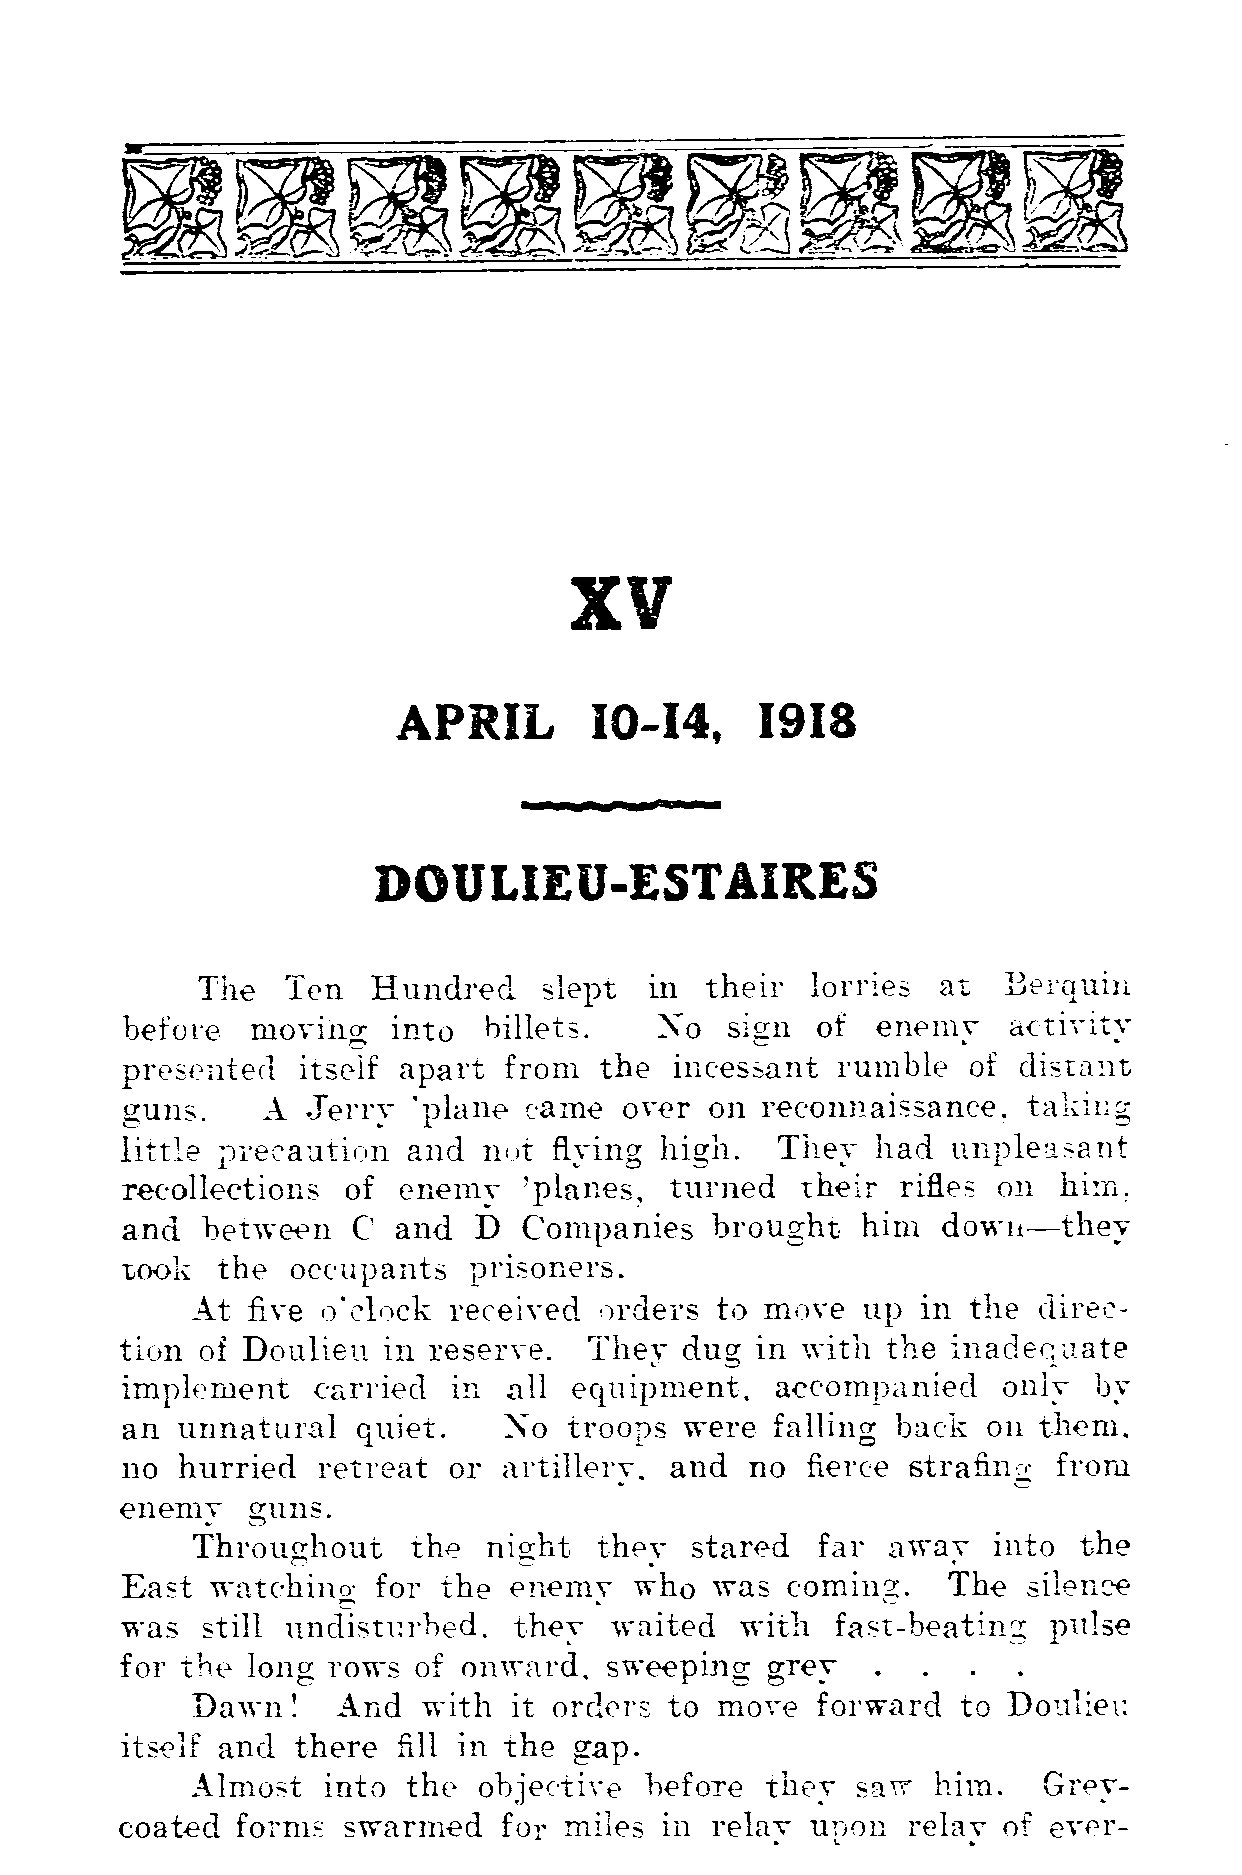 XV
APRIL 10-14, 1918
DOULIEU-ESTAIRES
The Ten Hundred slept in their lorries at Berquin
before moving into billets. No sign of enemy activity
presented itself apart from the incessant rumble of distant
guns. A Jerry 'plane came over on reconnaissance, taking
little precaution and not flying high. They had unpleasant
recollections of enemy 'planes, turned their rifles on him,
and between C and D Companies brought him down—they
took the occupants prisoners.
At five o'clock received orders to move up in the direc-
tion of Doulieu in reserve. They dug in with the inadequate
implement carried in all equipment, accompanied only by
an unnatural quiet. No troops were falling back on them,
no hurried retreat or artillery, and no fierce strafing from
enemy guns.
Throughout the night they stared far away into the
East watching for the enemy who was coming. The silence
was still undisturbed, they waited with fast-beating pulse
for the long rows of onward, sweeping grey . . . .
Dawn! And with it orders to move forward to Doulieu
itself and there fill in the gap.
Almost into the objective before they saw him. Grey-
coated forms swarmed for miles in relay upon relay of ever-